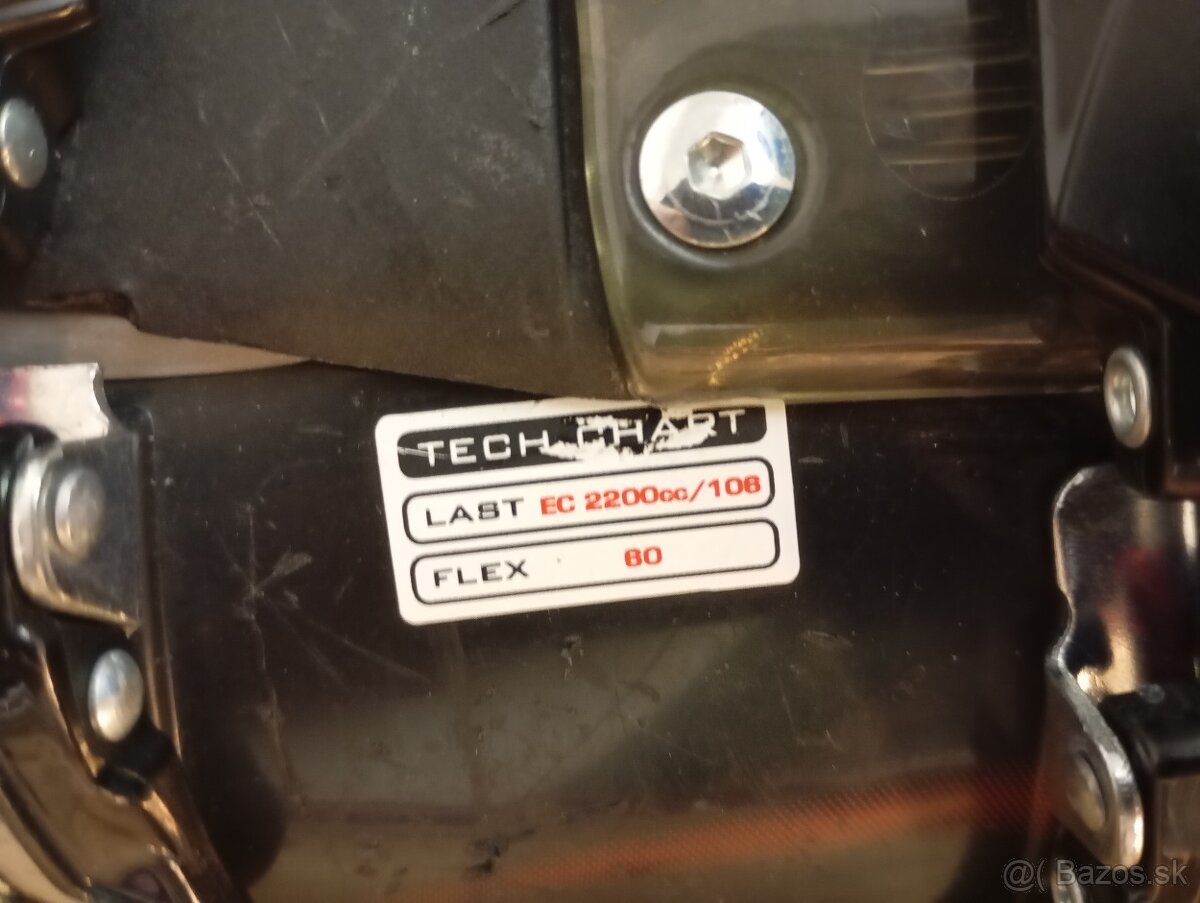 TECH CHART
LAST EC 2200cc/106
FLEX 80
@( Bazos.sk